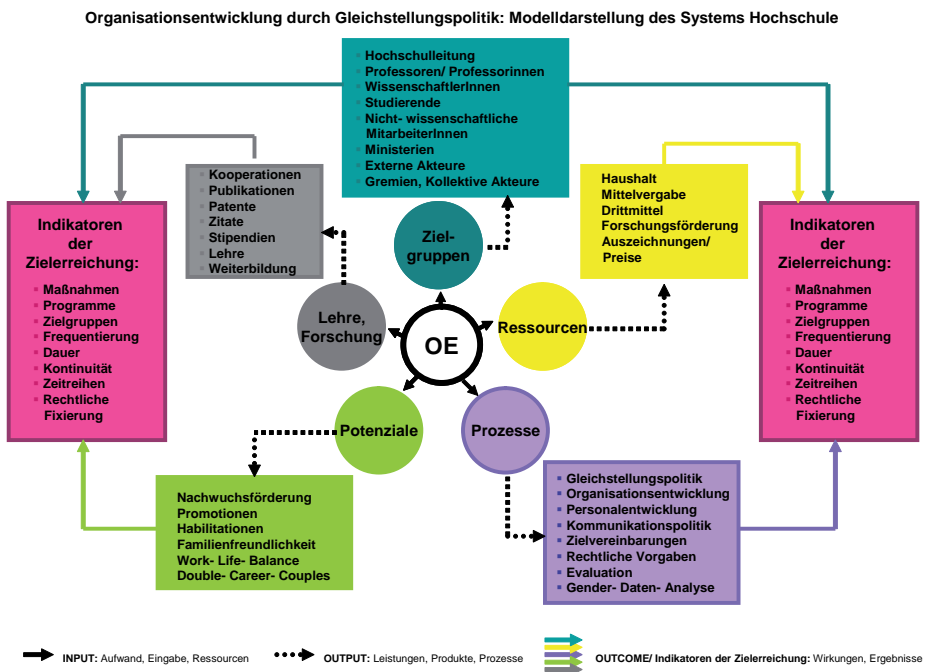 Organisationsentwicklung durch Gleichstellungspolitik: Modelldarstellung des Systems Hochschule
Hochschulleitung
Professoren/ Professorinnen
WissenschaftlerInnen
Studierende
Nicht- wissenschaftliche
MitarbeiterInnen
Ministerien
Externe Akteure
Gremien, Kollektive Akteure
Kooperationen
Publikationen
Patente
Zitate
Stipendien
Lehre
Weiterbildung
Haushalt
Mittelvergabe
Drittmittel
Forschungsförderung
Auszeichnungen/
Preise
Indikatoren
der
Zielerreichung:
Maßnahmen
Programme
Zielgruppen
Frequentierung
Dauer
Kontinuität
Zeitreihen
Rechtliche
Fixierung
Ziel-
gruppen
Lehre,
Forschung
OE
Ressourcen
Potenziale
Prozesse
Indikatoren
der
Zielerreichung:
Maßnahmen
Programme
Zielgruppen
Frequentierung
Dauer
Kontinuität
Zeitreihen
Rechtliche
Fixierung
Nachwuchsförderung
Promotionen
Habilitationen
Familienfreundlichkeit
Work- Life- Balance
Double- Career- Couples
Gleichstellungspolitik
Organisationsentwicklung
Personalentwicklung
Kommunikationspolitik
Zielvereinbarungen
Rechtliche Vorgaben
Evaluation
Gender- Daten- Analyse
INPUT: Aufwand, Eingabe, Ressourcen
OUTPUT: Leistungen, Produkte, Prozesse
OUTCOME/ Indikatoren der Zielerreichung: Wirkungen, Ergebnisse